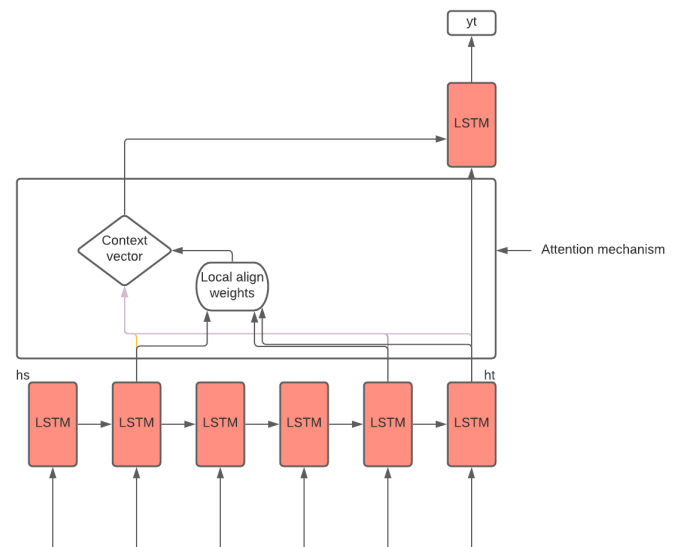 yt
LSTM
Context
vector
Attention mechanism
Local align
weights
hs
ht
LSTM
LSTM
LSTM
LSTM
LSTM
LSTM